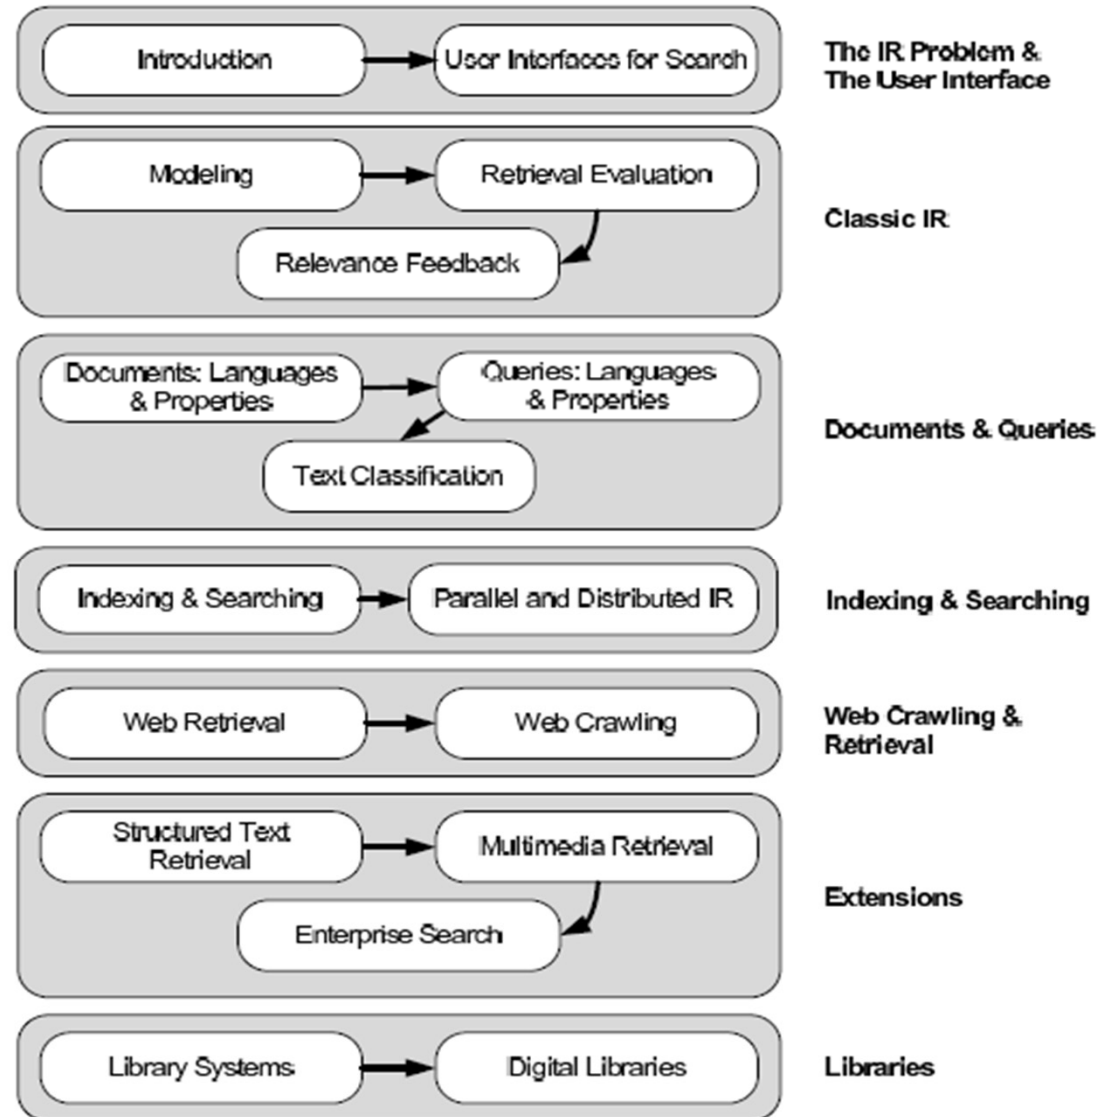 Introduction
User Interfaces for Search
The IR Problem &
The User Interface
Modeling
Retrieval Evaluation
Relevance Feedback
Classic IR
Documents: Languages
& Properties
Queries: Languages
& Properties
Text Classification
Documents & Queries
Indexing & Searching
Parallel and Distributed IR
Indexing & Searching
Web Retrieval
Web Crawling
Web Crawling &
Retrieval
Structured Text
Retrieval
Multimedia Retrieval
Enterprise Search
Extensions
Library Systems
Digital Libraries
Libraries